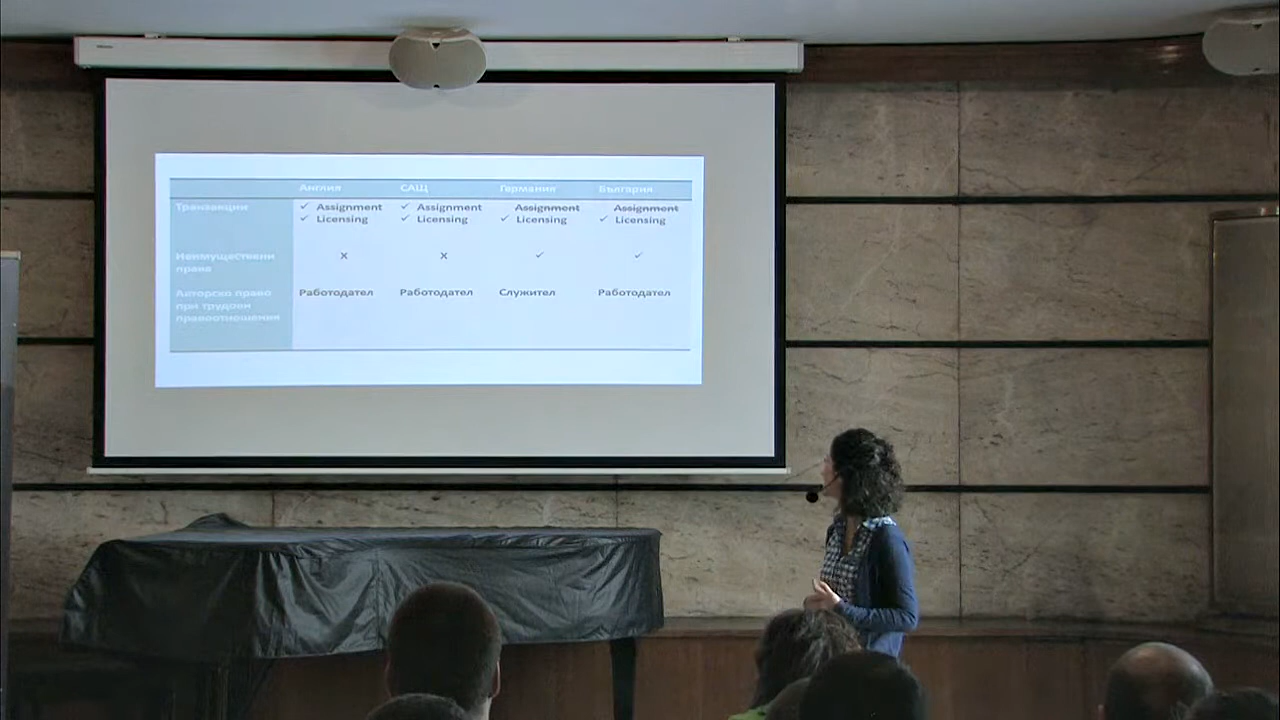 Англия САЩ Германия България
Транзакции ✓ Assignment ✓ Assignment Assignment Assignment
✓ Licensing ✓ Licensing ✓ Licensing ✓ Licensing
Неимуществени X X ✓ ✓
права
Авторско право Работодател Работодател Служител Работодател
при трудови
правоотношения